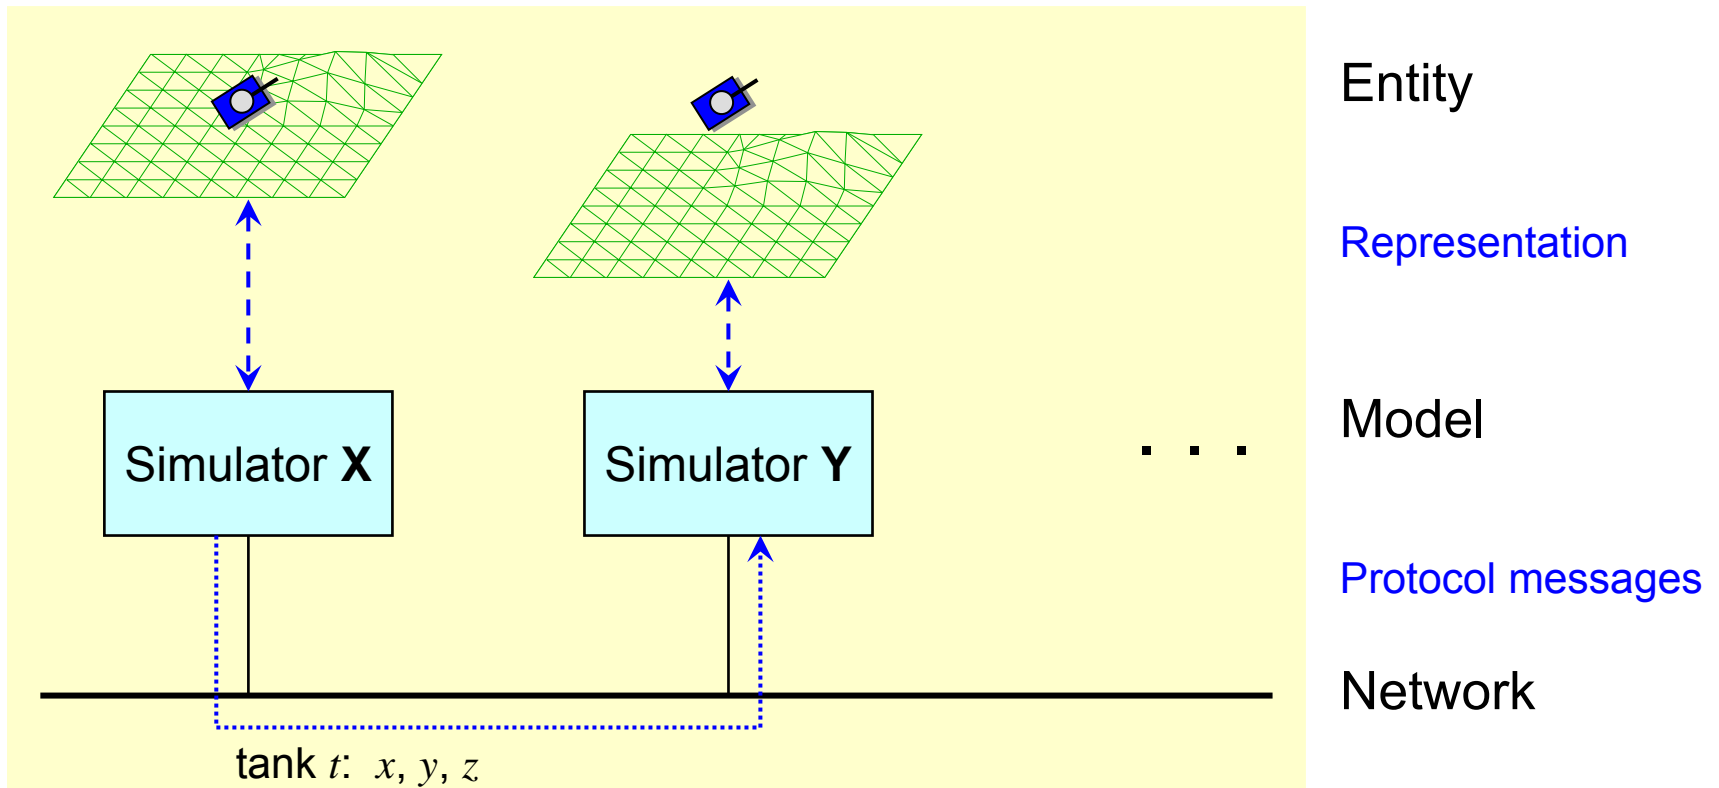 Entity
Representation
Model
Simulator X
Simulator Y
. . .
Protocol messages
Network
tank t: x, y, z